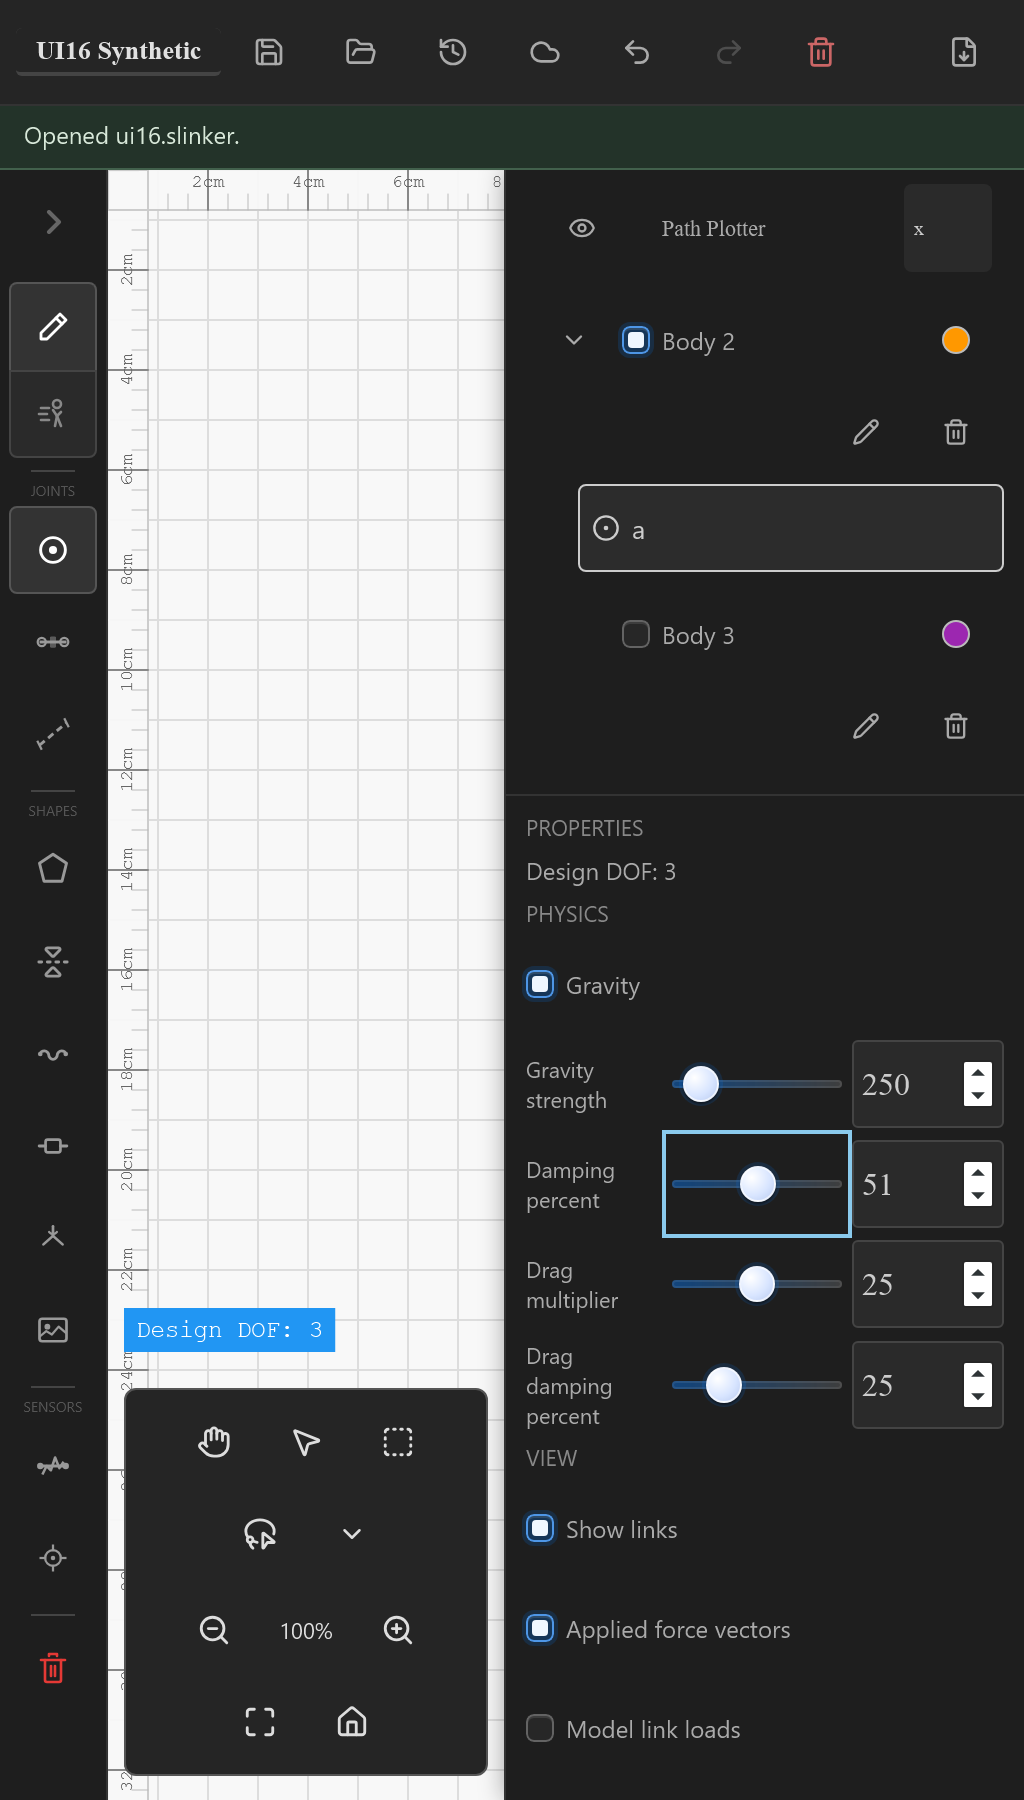 UI16 Synthetic
Opened ui16.slinker.
2cm 4cm 6cm 8
Path Plotter
x
2cm
Body 2
4cm
6cm
JOINTS
a
8cm
Body 3
10cm
12cm
SHAPES
PROPERTIES
14cm
Design DOF: 3
PHYSICS
16cm
Gravity
18cm
Gravity
strength
250
20cm
Damping
percent
51
22cm
Drag
multiplier
25
Design DOF: 3
24cm
Drag
damping
percent
25
SENSORS
VIEW
Show links
100%
Applied force vectors
Model link loads
32